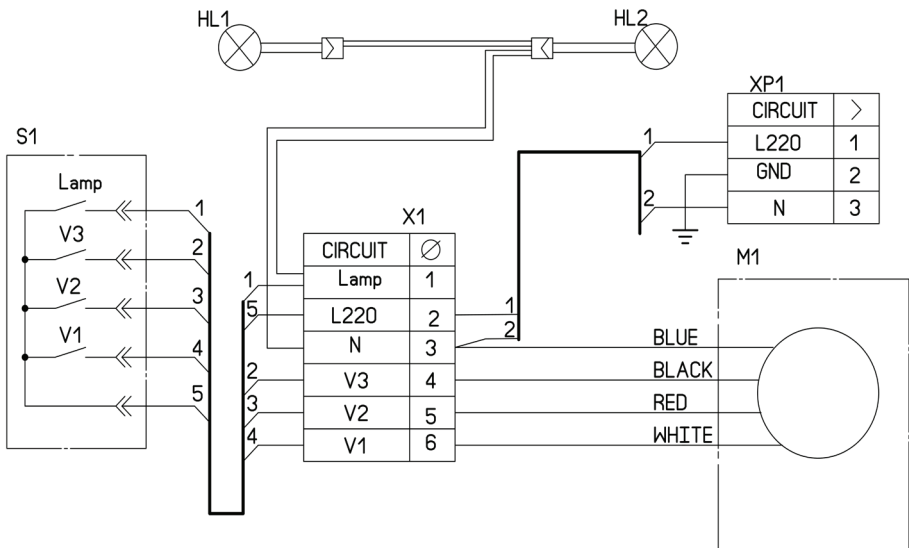 HL1
HL2
XP1
CIRCUIT
L220 1
GND 2
N 3
1
2
S1
Lamp
V3
V2
V1
1
2
3
4
5
X1
CIRCUIT Ø
Lamp 1
L220 2
N 3
V3 4
V2 5
V1 6
1
5
2
3
4
1
2
M1
BLUE
BLACK
RED
WHITE